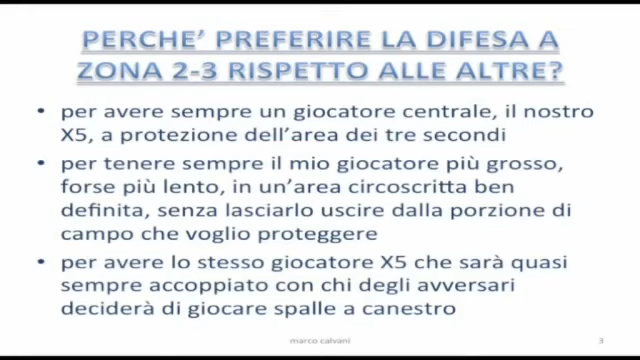 PERCHE’ PREFERIRE LA DIFESA A
ZONA 2-3 RISPETTO ALLE ALTRE?
• per avere sempre un giocatore centrale, il nostro
X5, a protezione dell’area dei tre secondi
• per tenere sempre il mio giocatore più grosso,
forse più lento, in un’area circoscritta ben
definita, senza lasciarlo uscire dalla porzione di
campo che voglio proteggere
• per avere lo stesso giocatore X5 che sarà quasi
sempre accoppiato con chi degli avversari
deciderà di giocare spalle a canestro
marco calvani
3